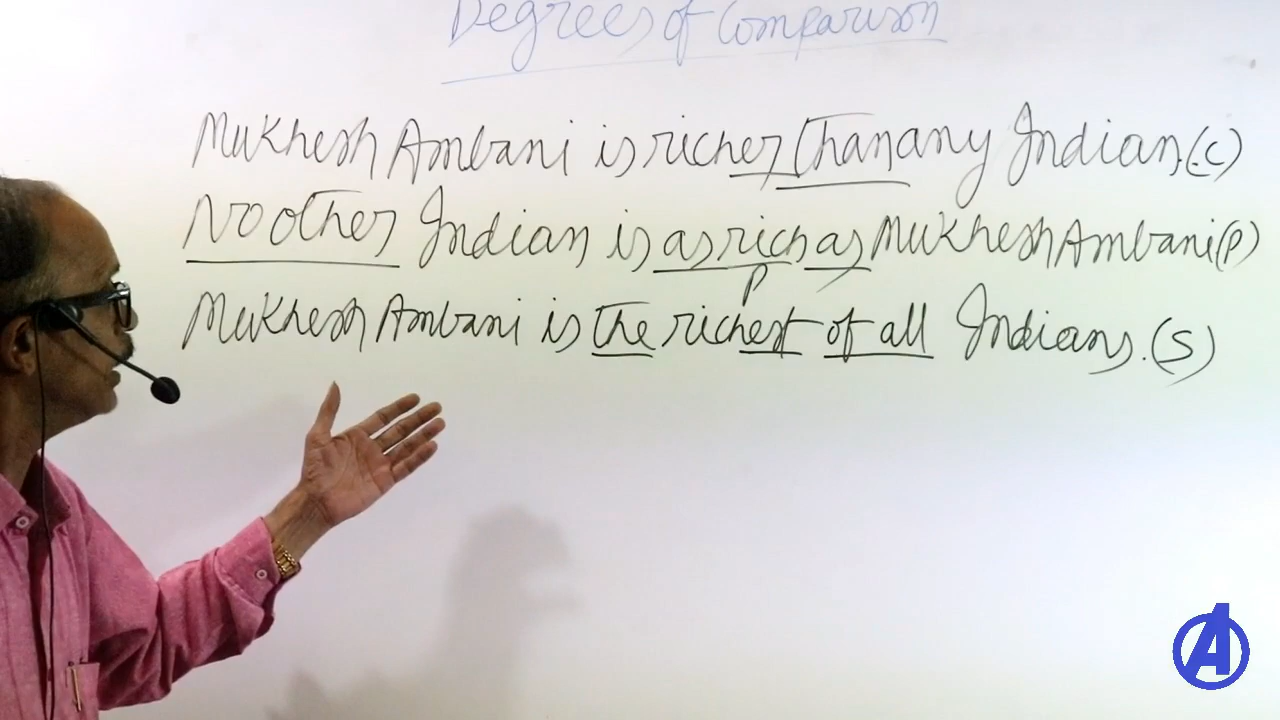 Degrees of Comparison
Mukhesh Ambani is richer than any Indian.(C)
No other Indian is as rich as Mukhesh Ambani(P)
P
Mukhesh Ambani is the richest of all Indians.(S)
A